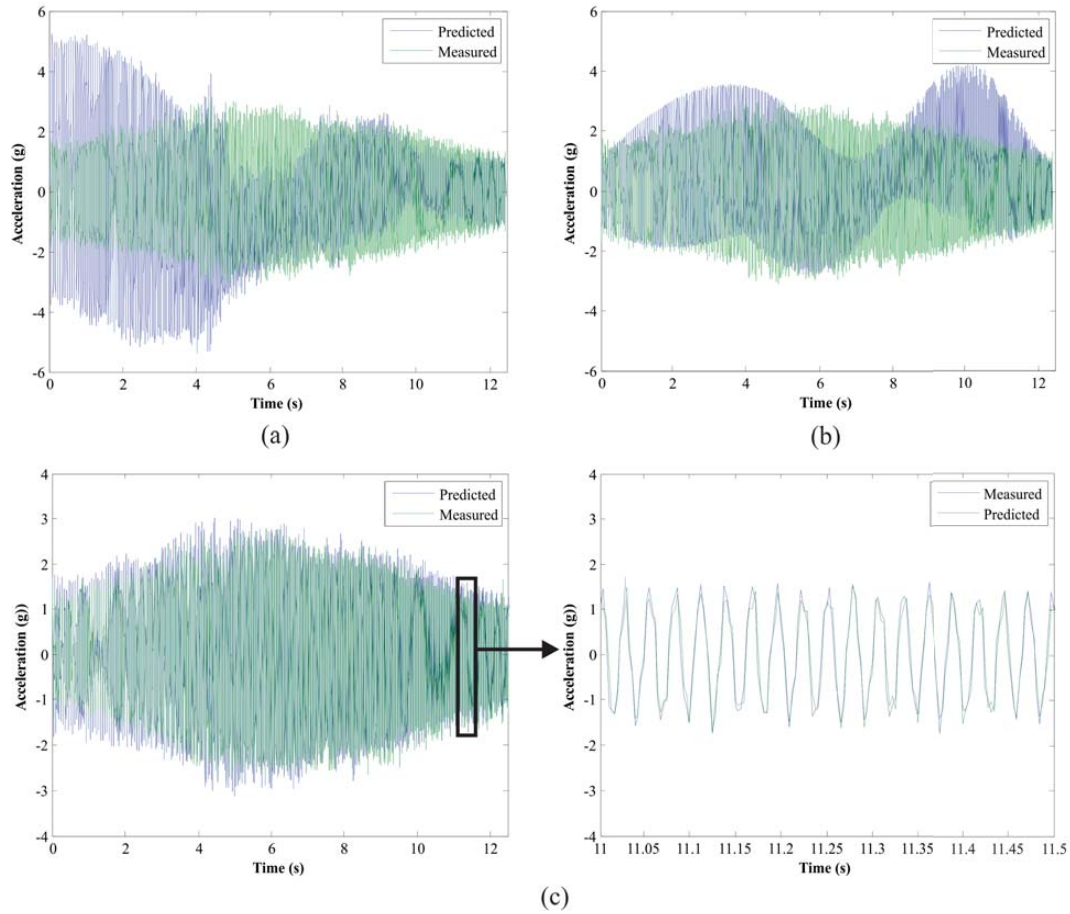 6
4
2
0
-2
-4
-6
Acceleration (g)
Predicted
Measured
0 2 4 6 8 10 12
Time (s)
(a)
6
4
2
0
-2
-4
-6
Acceleration (g)
Predicted
Measured
0 2 4 6 8 10 12
Time (s)
(b)
4
3
2
1
0
-1
-2
-3
-4
Acceleration (g))
Predicted
Measured
0 2 4 6 8 10 12
Time (s)
4
3
2
1
0
-1
-2
-3
-4
Acceleration (g))
Measured
Predicted
11 11.05 11.1 11.15 11.2 11.25 11.3 11.35 11.4 11.45 11.5
Time (s)
(c)